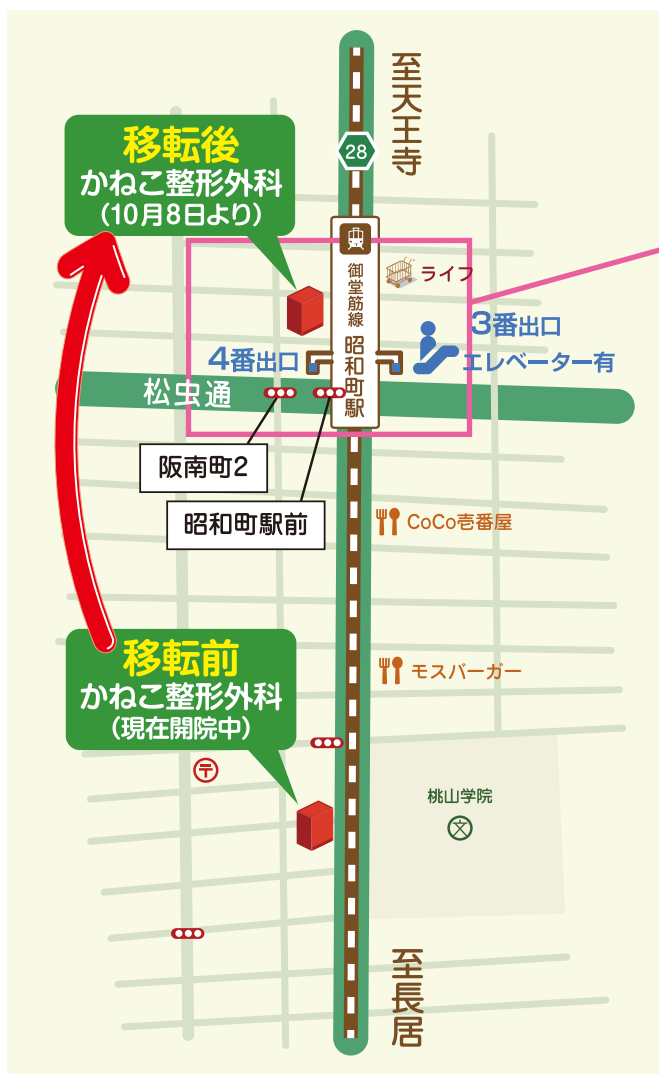 至天王寺
28
移転後
かねこ整形外科
（10月8日より）
ライフ
御堂筋線
昭和町駅
3番出口
エレベーター有
4番出口
松虫通
阪南町2
昭和町駅前
CoCo壱番屋
移転前
かねこ整形外科
（現在開院中）
モスバーガー
〒
桃山学院
文
至長居